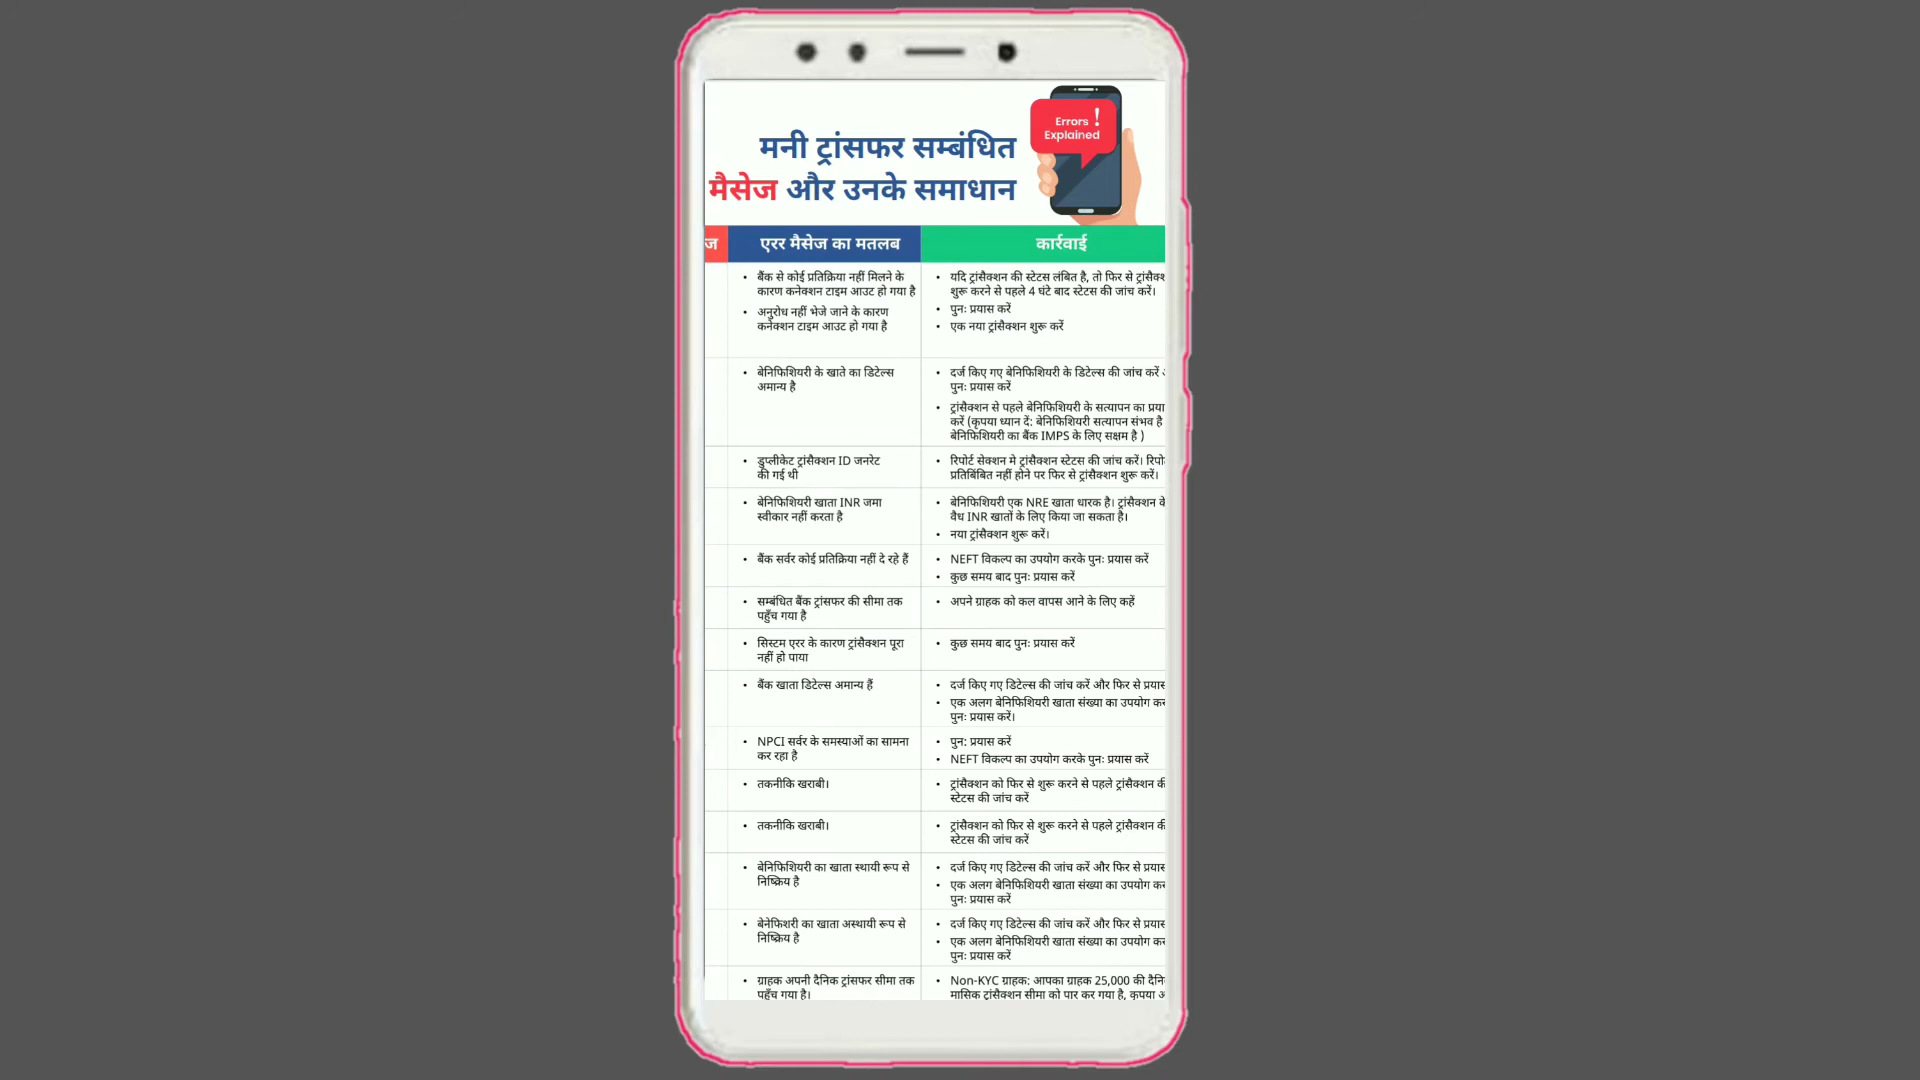 Errors !
Explained
मनी ट्रांसफर सम्बंधित
मैसेज और उनके समाधान
ज एरर मैसेज का मतलब कार्रवाई
• बैंक से कोई प्रतिक्रिया नहीं मिलने के
कारण कनेक्शन टाइम आउट हो गया है
• अनुरोध नहीं भेजे जाने के कारण
कनेक्शन टाइम आउट हो गया है
• यदि ट्रांसैक्शन की स्टेटस लंबित है, तो फिर से
शुरू करने से पहले 4 घंटे बाद स्टेटस की जांच करें।
• पुनः प्रयास करें
• एक नया ट्रांसैक्शन शुरू करें
• बेनिफिशियरी के खाते का डिटेल्स
अमान्य है
• दर्ज किए गए बेनिफिशियरी के डिटेल्स की जांच करें
पुनः प्रयास करें
• ट्रांसैक्शन से पहले बेनिफिशियरी के सत्यापन का
करें (कृपया ध्यान दें: बेनिफिशियरी सत्यापन संभव है
बेनिफिशियरी का बैंक IMPS के लिए सक्षम है )
• डुप्लीकेट ट्रांसैक्शन ID जनरेट
की गई थी
• रिपोर्ट सेक्शन मे ट्रांसैक्शन स्टेटस की जांच करें।
प्रतिबिंबित नहीं होने पर फिर से ट्रांसैक्शन शुरू करें।
• बेनिफिशियरी खाता INR जमा
स्वीकार नहीं करता है
• बेनिफिशियरी एक NRE खाता धारक है। ट्रांसैक्शन
वैध INR खातों के लिए किया जा सकता है।
• नया ट्रांसैक्शन शुरू करें।
• बैंक सर्वर कोई प्रतिक्रिया नहीं दे रहे हैं
• NEFT विकल्प का उपयोग करके पुनः प्रयास करें
• कुछ समय बाद पुनः प्रयास करें
• सम्बंधित बैंक ट्रांसफर की सीमा तक
पहुँच गया है
• अपने ग्राहक को कल वापस आने के लिए कहें
• सिस्टम एरर के कारण ट्रांसैक्शन पूरा
नहीं हो पाया
• कुछ समय बाद पुनः प्रयास करें
• बैंक खाता डिटेल्स अमान्य हैं
• दर्ज किए गए डिटेल्स की जांच करें और फिर से प्रयास
• एक अलग बेनिफिशियरी खाता संख्या का उपयोग
पुनः प्रयास करें।
• NPCI सर्वर के समस्याओं का सामना
कर रहा है
• पुन: प्रयास करें
• NEFT विकल्प का उपयोग करके पुनः प्रयास करें
• तकनीकि खराबी।
• ट्रांसैक्शन को फिर से शुरू करने से पहले ट्रांसैक्शन
स्टेटस की जांच करें
• तकनीकि खराबी।
• ट्रांसैक्शन को फिर से शुरू करने से पहले ट्रांसैक्शन
स्टेटस की जांच करें
• बेनिफिशियरी का खाता स्थायी रूप से
निष्क्रिय है
• दर्ज किए गए डिटेल्स की जांच करें और फिर से प्रयास
• एक अलग बेनिफिशियरी खाता संख्या का उपयोग
पुनः प्रयास करें
• बेनेफिशरी का खाता अस्थायी रूप से
निष्क्रिय है
• दर्ज किए गए डिटेल्स की जांच करें और फिर से प्रयास
• एक अलग बेनिफिशियरी खाता संख्या का उपयोग
पुनः प्रयास करें
• ग्राहक अपनी दैनिक ट्रांसफर सीमा तक
पहुँच गया है।
• Non-KYC ग्राहक: आपका ग्राहक 25,000 की
मासिक ट्रांसैक्शन सीमा को पार कर गया है, कृपया